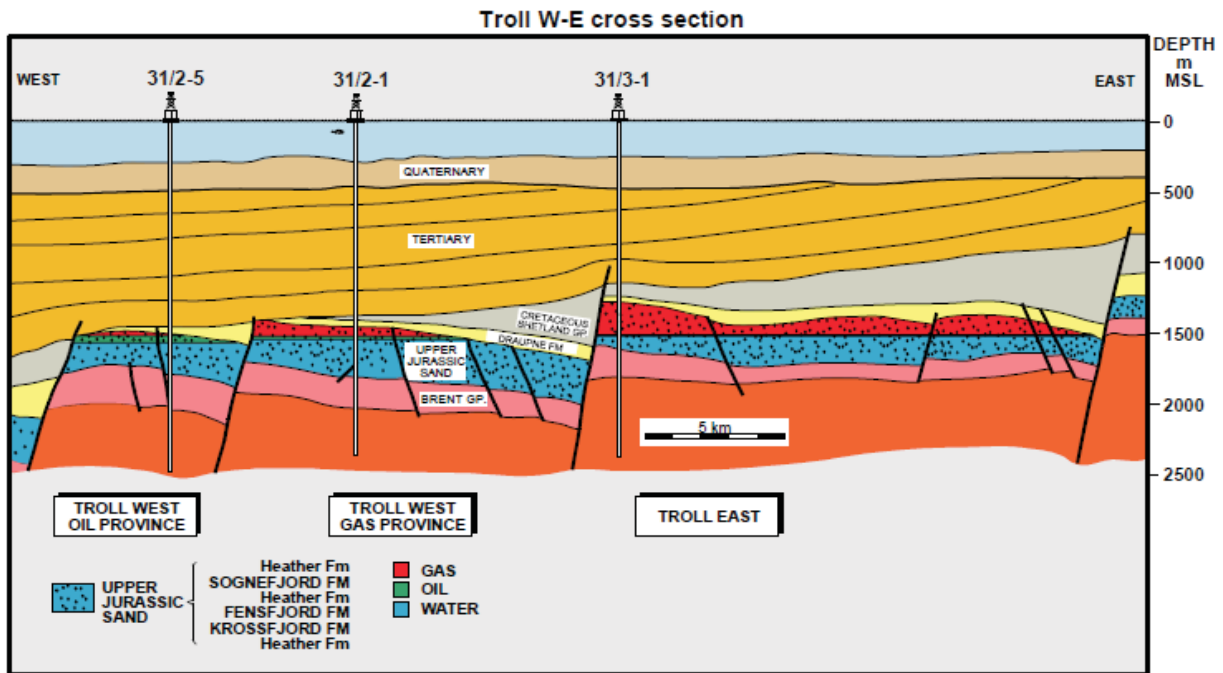 Troll W-E cross section
DEPTH
m
MSL
WEST
31/2-5
31/2-1
31/3-1
EAST
0
500
1000
1500
2000
2500
QUATERNARY
TERTIARY
CRETACEOUS
SHETLAND GP.
DRAUPNE FM
UPPER
JURASSIC
SAND
BRENT GP.
5 km
TROLL WEST
OIL PROVINCE
TROLL WEST
GAS PROVINCE
TROLL EAST
UPPER
JURASSIC
SAND
Heather Fm
SOGNEFJORD FM
Heather Fm
FENSFJORD FM
KROSSFJORD FM
Heather Fm
GAS
OIL
WATER